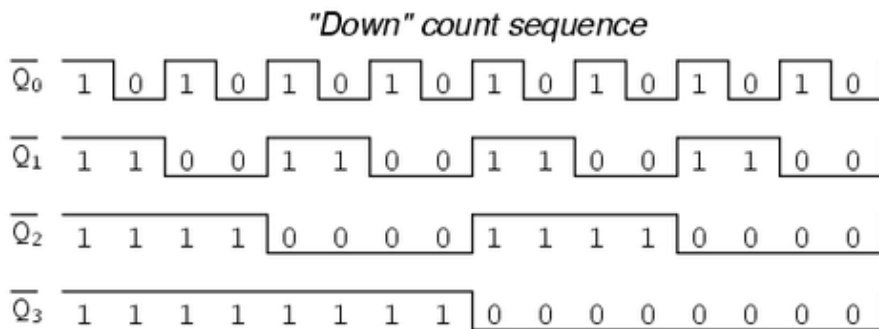 "Down" count sequence
Q̅₀ 1 0 1 0 1 0 1 0 1 0 1 0 1 0 1 0
Q̅₁ 1 1 0 0 1 1 0 0 1 1 0 0 1 1 0 0
Q̅₂ 1 1 1 1 0 0 0 0 1 1 1 1 0 0 0 0
Q̅₃ 1 1 1 1 1 1 1 1 0 0 0 0 0 0 0 0